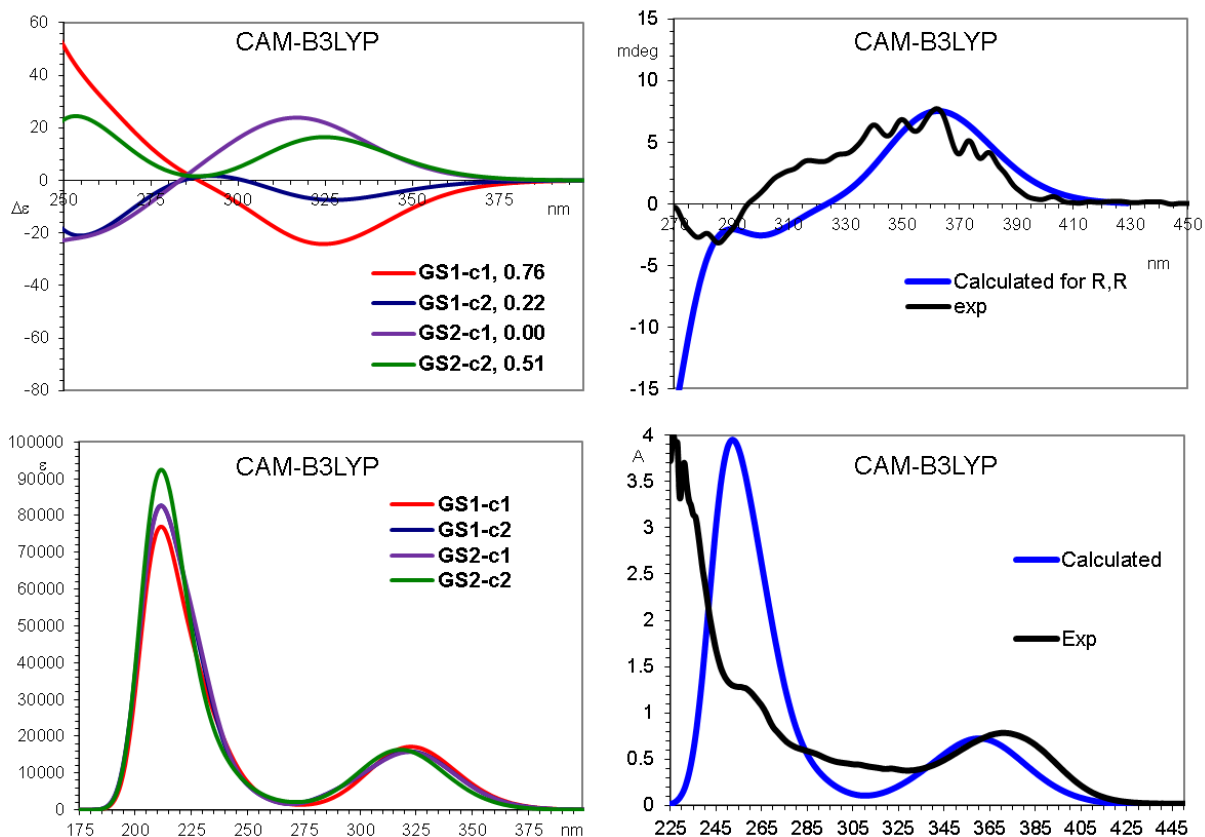 CAM-B3LYP
60
40
20
0
-20
-40
-60
-80
250 275 300 325 350 375
Δε
nm
GS1-c1, 0.76
GS1-c2, 0.22
GS2-c1, 0.00
GS2-c2, 0.51
CAM-B3LYP
mdeg
15
10
5
0
-5
-10
-15
270 290 310 330 350 370 390 410 430 450
nm
Calculated for R,R
exp
CAM-B3LYP
ε
100000
90000
80000
70000
60000
50000
40000
30000
20000
10000
0
175 200 225 250 275 300 325 350 375 nm
GS1-c1
GS1-c2
GS2-c1
GS2-c2
CAM-B3LYP
A
4
3.5
3
2.5
2
1.5
1
0.5
0
225 245 265 285 305 325 345 365 385 405 425 445
Calculated
Exp